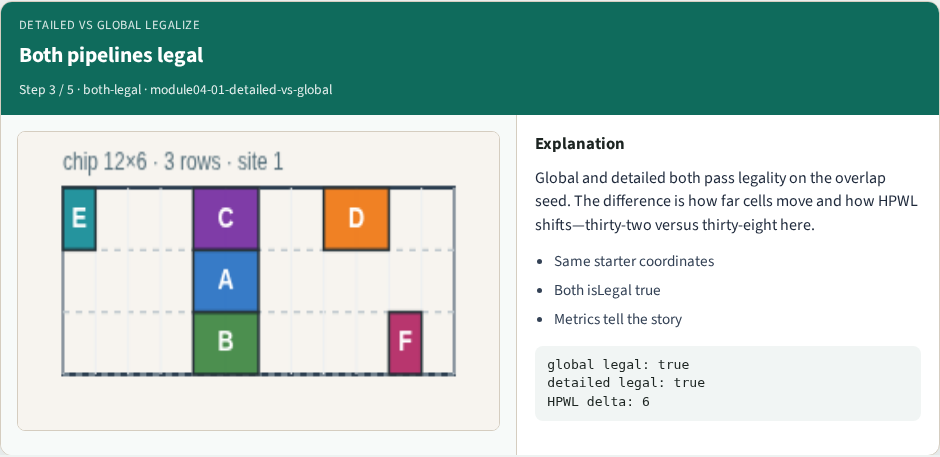 DETAILED VS GLOBAL LEGALIZE
Both pipelines legal
Step 3 / 5 · both-legal · module04-01-detailed-vs-global
chip 12×6 · 3 rows · site 1
E
C
D
A
B
F
Explanation
Global and detailed both pass legality on the overlap
seed. The difference is how far cells move and how HPWL
shifts—thirty-two versus thirty-eight here.
• Same starter coordinates
• Both isLegal true
• Metrics tell the story
global legal: true
detailed legal: true
HPWL delta: 6